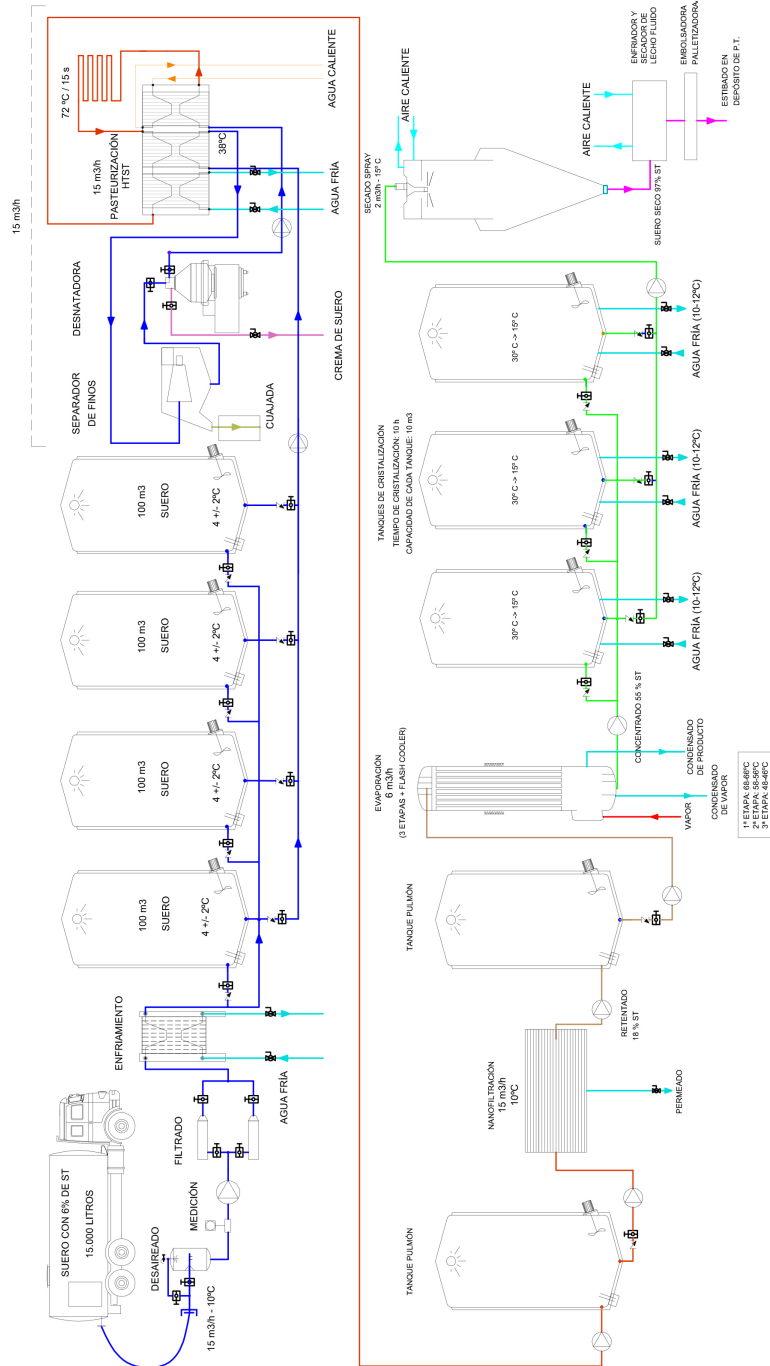 SUERO CON 6% DE ST
15.000 LITROS
DESAIREADO
15 m3/h - 10ºC
MEDICIÓN
FILTRADO
ENFRIAMIENTO
AGUA FRÍA
100 m3
SUERO
4 +/- 2ºC
100 m3
SUERO
4 +/- 2ºC
100 m3
SUERO
4 +/- 2ºC
100 m3
SUERO
4 +/- 2ºC
15 m3/h
SEPARADOR
DE FINOS
CUAJADA
DESNATADORA
CREMA DE SUERO
72 ºC / 15 s
15 m3/h
PASTEURIZACIÓN
HTST
38ºC
AGUA FRÍA
AGUA CALIENTE
TANQUE PULMÓN
NANOFILTRACIÓN
15 m3/h
10ºC
PERMEADO
RETENTADO
18 % ST
TANQUE PULMÓN
EVAPORACIÓN
6 m3/h
(3 ETAPAS + FLASH COOLER)
VAPOR
CONDENSADO
DE VAPOR
CONDENSADO
DE PRODUCTO
1ª ETAPA: 68-66ºC
2ª ETAPA: 58-56ºC
3ª ETAPA: 48-46ºC
CONCENTRADO 55 % ST
TANQUES DE CRISTALIZACIÓN
TIEMPO DE CRISTALIZACIÓN: 10 h
CAPACIDAD DE CADA TANQUE: 10 m3
30º C -> 15º C
AGUA FRÍA (10-12ºC)
30º C -> 15º C
AGUA FRÍA (10-12ºC)
30º C -> 15º C
AGUA FRÍA (10-12ºC)
SECADO SPRAY
2 m3/h - 15º C
AIRE CALIENTE
SUERO SECO 97% ST
AIRE CALIENTE
ENFRIADOR Y
SECADOR DE
LECHO FLUIDO
EMBOLSADORA
PALLETIZADORA
ESTIBADO EN
DEPÓSITO DE P.T.